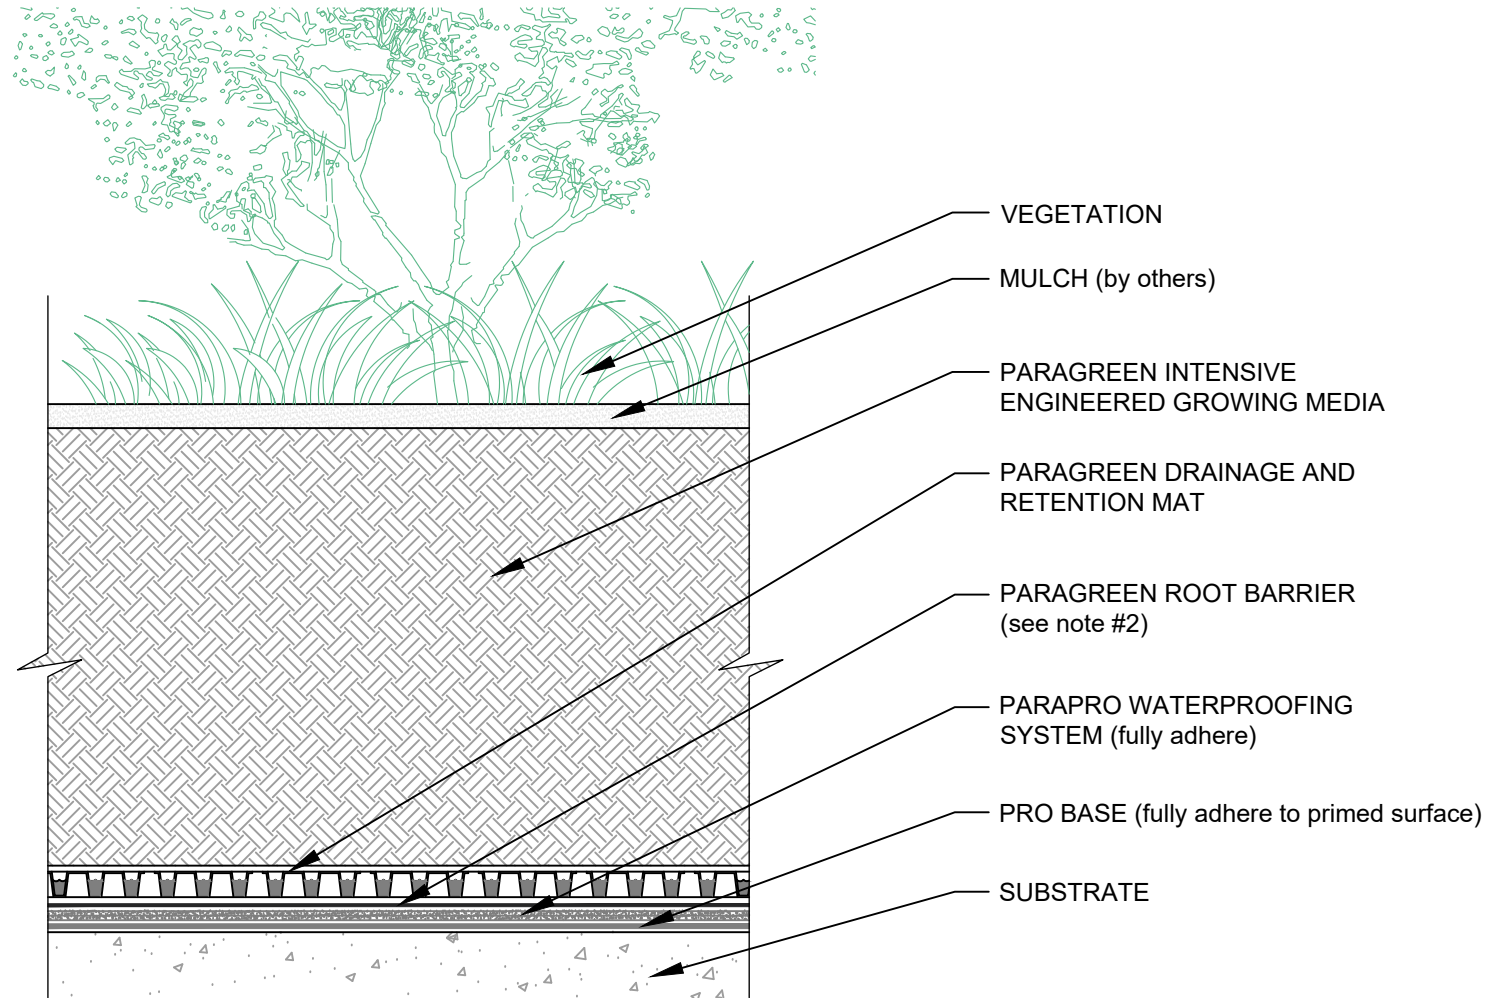 VEGETATION
MULCH (by others)
PARAGREEN INTENSIVE
ENGINEERED GROWING MEDIA
PARAGREEN DRAINAGE AND
RETENTION MAT
PARAGREEN ROOT BARRIER
(see note #2)
PARAPRO WATERPROOFING
SYSTEM (fully adhere)
PRO BASE (fully adhere to primed surface)
SUBSTRATE